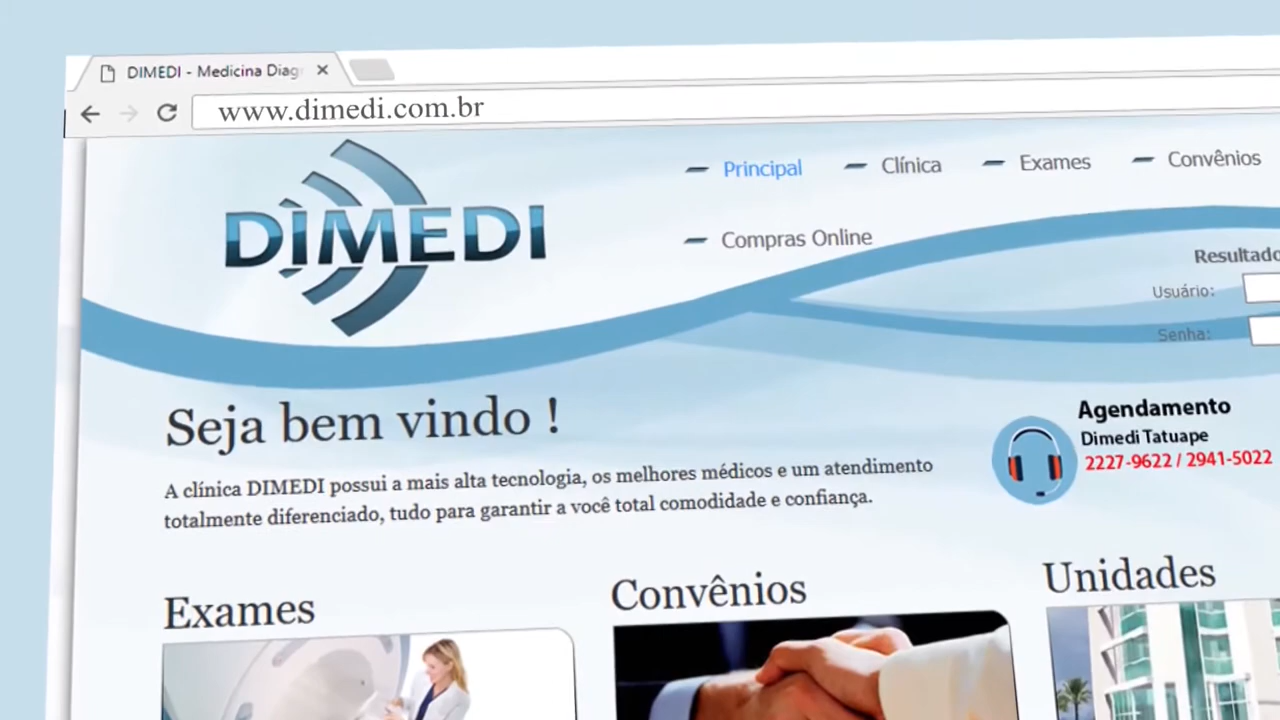 DIMEDI - Medicina Diag
www.dimedi.com.br
DIMEDI
Principal
Clínica
Exames
Convênios
Compras Online
Resultado
Usuário:
Senha:
Seja bem vindo !
A clínica DIMEDI possui a mais alta tecnologia, os melhores médicos e um atendimento
totalmente diferenciado, tudo para garantir a você total comodidade e confiança.
Agendamento
Dimedi Tatuape
2227-9622 / 2941-5022
Exames
Convênios
Unidades